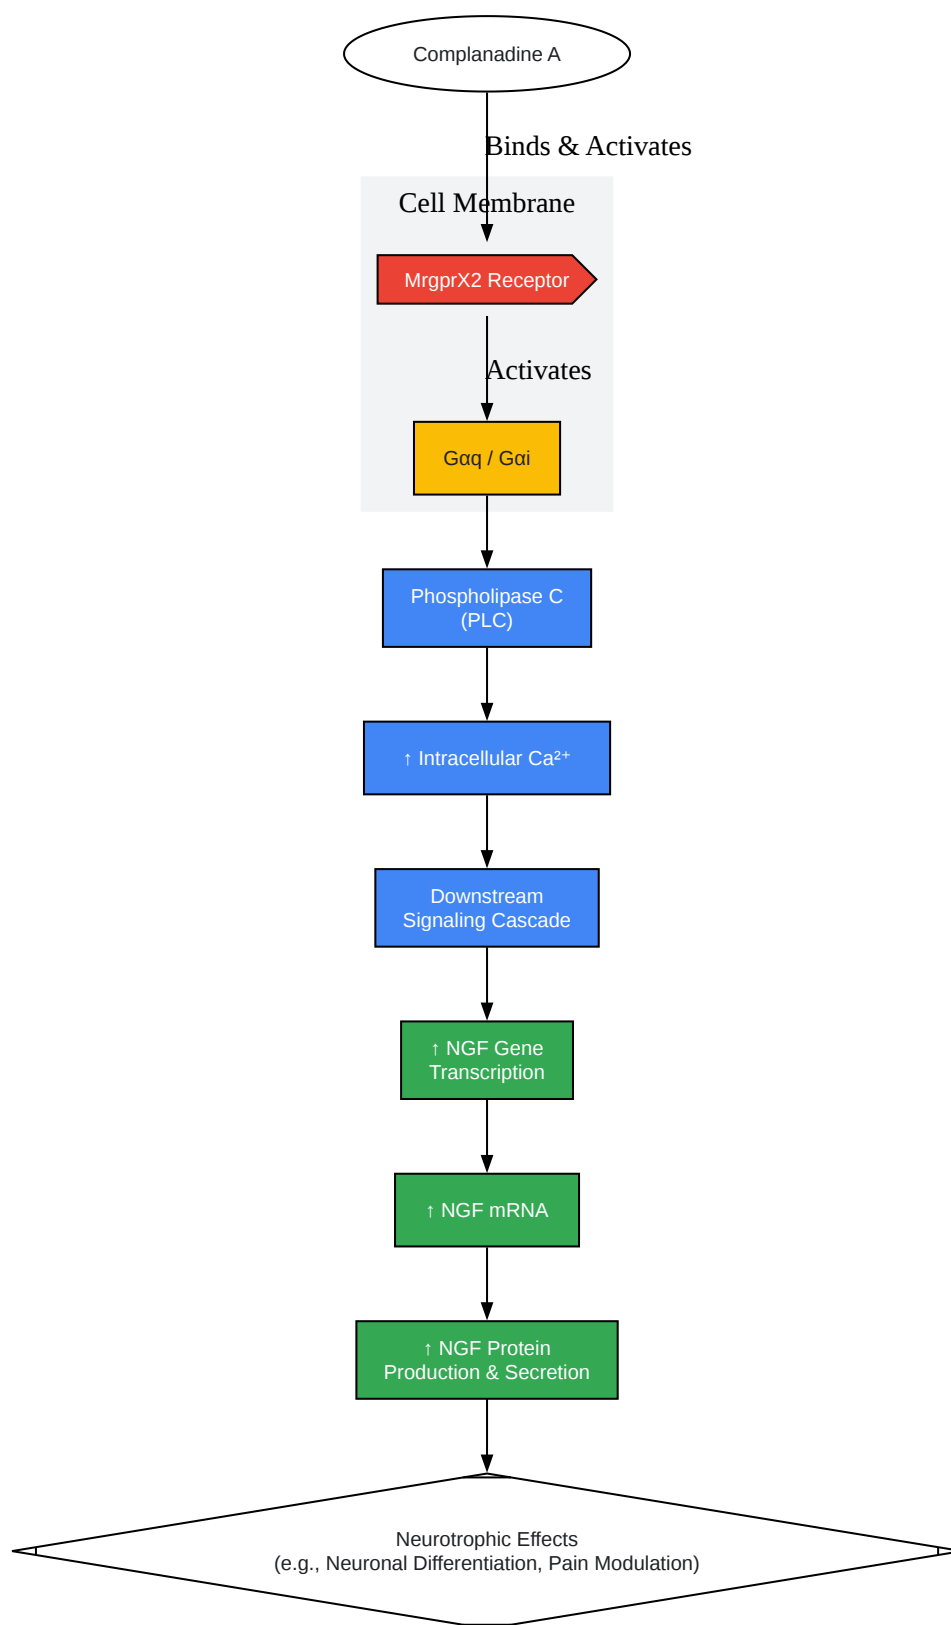 Complanadine A
Binds & Activates
Cell Membrane
MrgprX2 Receptor
Activates
Gαq / Gαi
Phospholipase C
(PLC)
↑ Intracellular Ca²⁺
Downstream
Signaling Cascade
↑ NGF Gene
Transcription
↑ NGF mRNA
↑ NGF Protein
Production & Secretion
Neurotrophic Effects
(e.g., Neuronal Differentiation, Pain Modulation)